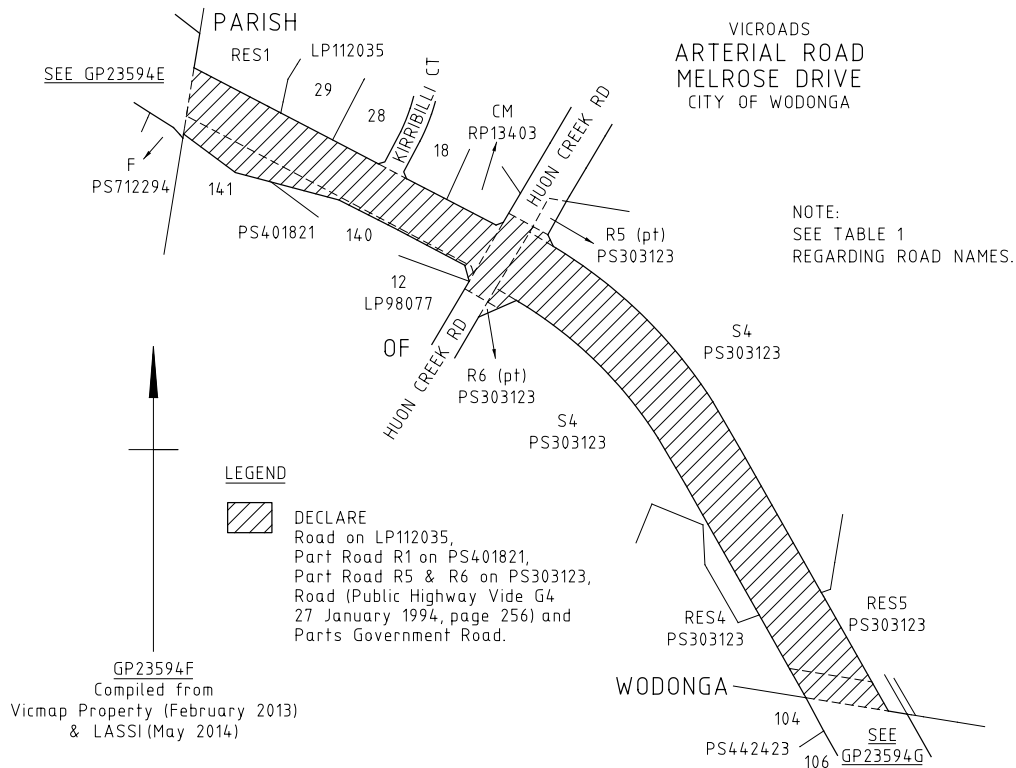 PARISH
VICROADS
ARTERIAL ROAD
MELROSE DRIVE
CITY OF WODONGA
RES1
LP112035
SEE GP23594E
29
28
KIRRIBILLI CT
18
CM
RP13403
HUON CREEK RD
F
PS712294
141
PS401821
140
R5 (pt)
PS303123
NOTE:
SEE TABLE 1
REGARDING ROAD NAMES.
12
LP98077
OF
HUON CREEK RD
R6 (pt)
PS303123
S4
PS303123
S4
PS303123
LEGEND
DECLARE
Road on LP112035,
Part Road R1 on PS401821,
Part Road R5 & R6 on PS303123,
Road (Public Highway Vide G4
27 January 1994, page 256) and
Parts Government Road.
RES4
PS303123
RES5
PS303123
GP23594F
Compiled from
Vicmap Property (February 2013)
& LASSI (May 2014)
WODONGA
104
PS442423
106
SEE
GP23594G